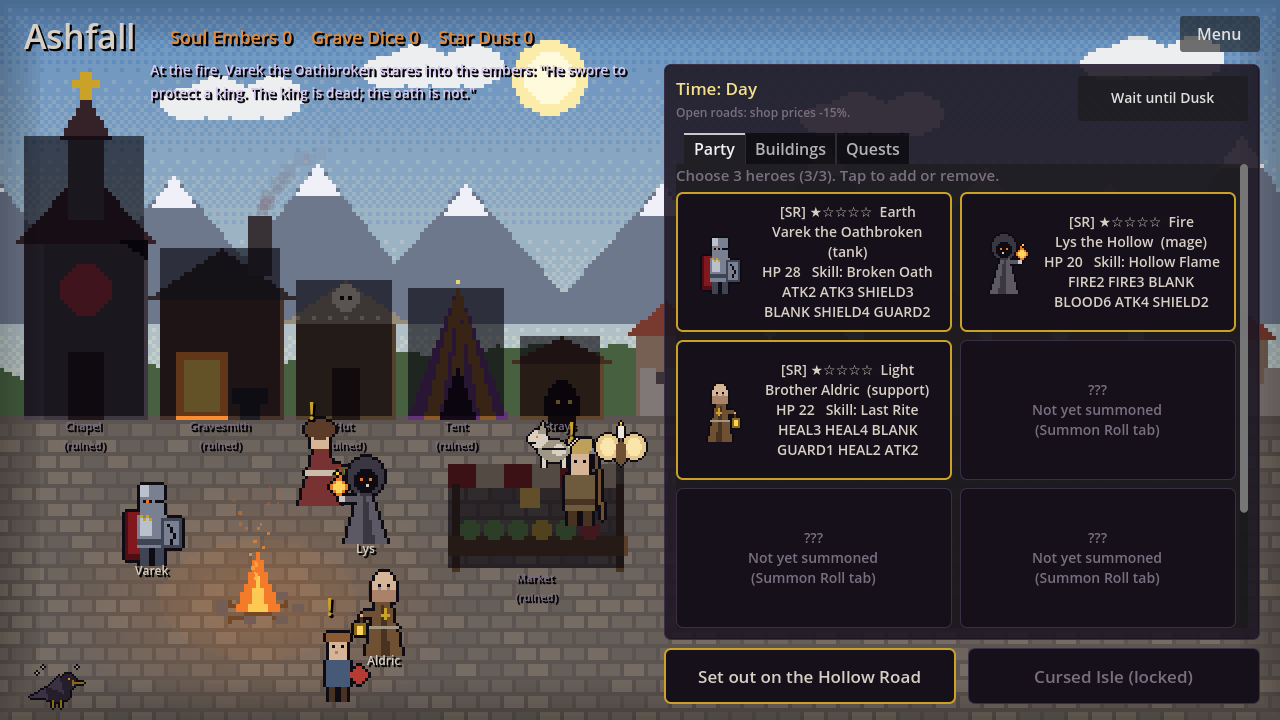 Ashfall
Soul Embers 0 Grave Dice 0 Star Dust 0
Menu
At the fire, Varek the Oathbroken stares into the embers: "He swore to
protect a king. The king is dead; the oath is not."
Time: Day
Open roads: shop prices -15%.
Wait until Dusk
Party
Buildings
Quests
Choose 3 heroes (3/3). Tap to add or remove.
[SR] ★☆☆☆☆ Earth
Varek the Oathbroken
(tank)
HP 28 Skill: Broken Oath
ATK2 ATK3 SHIELD3
BLANK SHIELD4 GUARD2
[SR] ★☆☆☆☆ Fire
Lys the Hollow (mage)
HP 20 Skill: Hollow Flame
FIRE2 FIRE3 BLANK
BLOOD6 ATK4 SHIELD2
[SR] ★☆☆☆☆ Light
Brother Aldric (support)
HP 22 Skill: Last Rite
HEAL3 HEAL4 BLANK
GUARD1 HEAL2 ATK2
???
Not yet summoned
(Summon Roll tab)
???
Not yet summoned
(Summon Roll tab)
???
Not yet summoned
(Summon Roll tab)
Chapel
(ruined)
Gravesmith
(ruined)
Hut
Tent
(ruined)
Market
(ruined)
Varek
Lys
Aldric
Set out on the Hollow Road
Cursed Isle (locked)